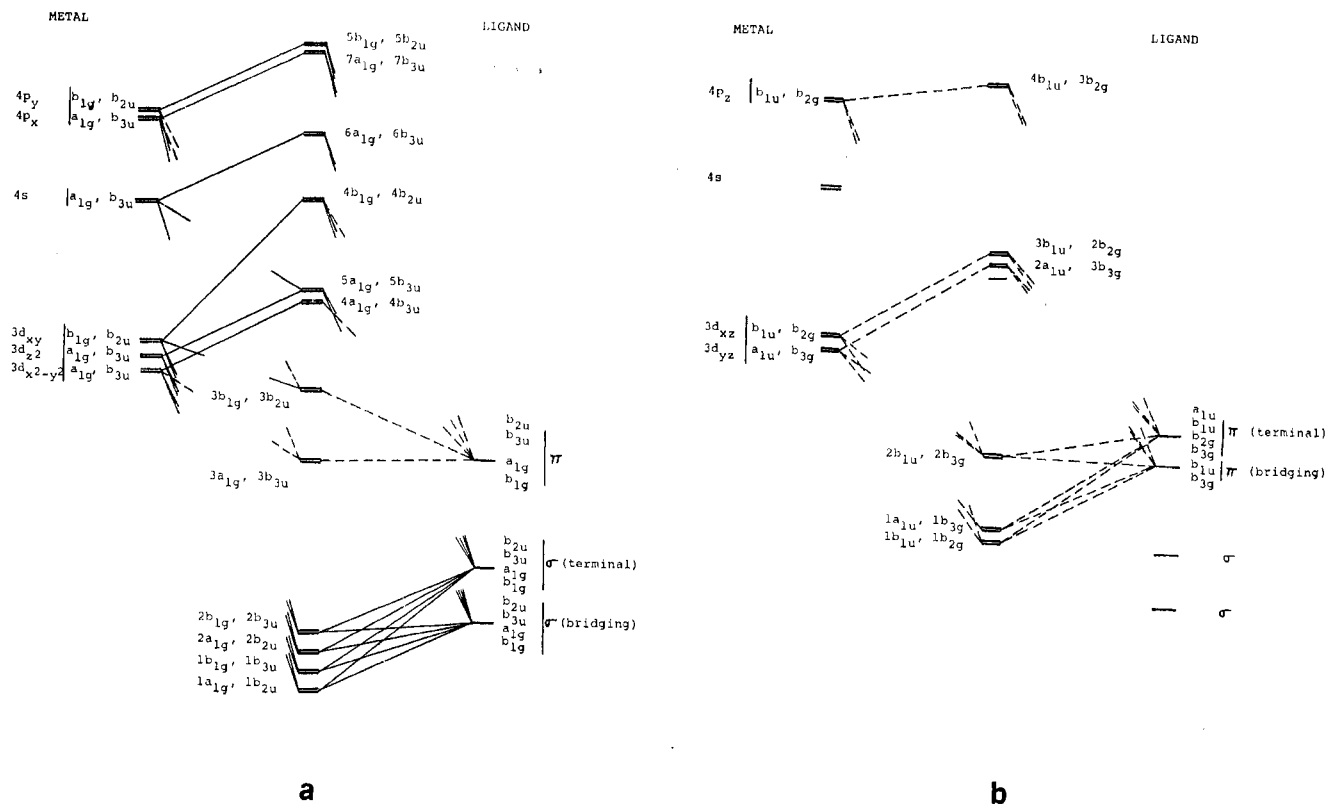 METAL
LIGAND
5b1g, 5b2u
7a1g, 7b3u
4py b1g, b2u
4px a1g, b3u
6a1g, 6b3u
4s a1g, b3u
4b1g, 4b2u
5a1g, 5b3u
4a1g, 4b3u
3dxy b1g, b2u
3dz2 a1g, b3u
3dx2-y2 a1g, b3u
3b1g, 3b2u
3a1g, 3b3u
b2u
b3u
a1g
b1g
π
b2u
b3u
a1g
b1g
σ (terminal)
b2u
b3u
a1g
b1g
σ (bridging)
2b1g, 2b3u
2a1g, 2b2u
1b1g, 1b3u
1a1g, 1b2u
a
METAL
LIGAND
4pz b1u, b2g
4b1u, 3b2g
4s
3b1u, 2b2g
2a1u, 3b3g
3dxz b1u, b2g
3dyz a1u, b3g
a1u
b1u
b2g
b3g
π (terminal)
b1u
b3g
π (bridging)
2b1u, 2b3g
1a1u, 1b3g
1b1u, 1b2g
σ
σ
b